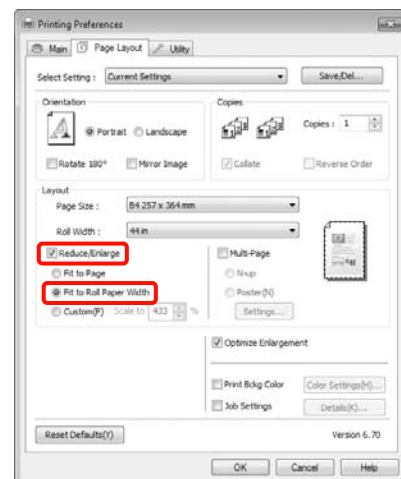 Printing Preferences
Main Page Layout Utility
Select Setting : Current Settings Save/Del...
Orientation Copies
Portrait Landscape Copies : 1
Rotate 180° Mirror Image Collate Reverse Order
Layout
Page Size : B4 257 x 364 mm
Roll Width : 44 in
Reduce/Enlarge Multi-Page
Fit to Page N-up
Fit to Roll Paper Width Poster(N)
Custom(F) Scale to 433 % Settings...
Optimize Enlargement
Print Bckg Color Color Settings(H)...
Job Settings Details(K)...
Reset Defaults(Y) Version 6.70
OK Cancel Help